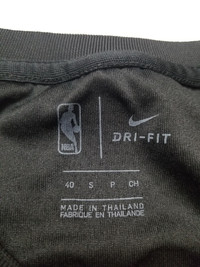 NBA
DRI-FIT
40 S P CH
MADE IN THAILAND
FABRIQUE EN THAILANDE